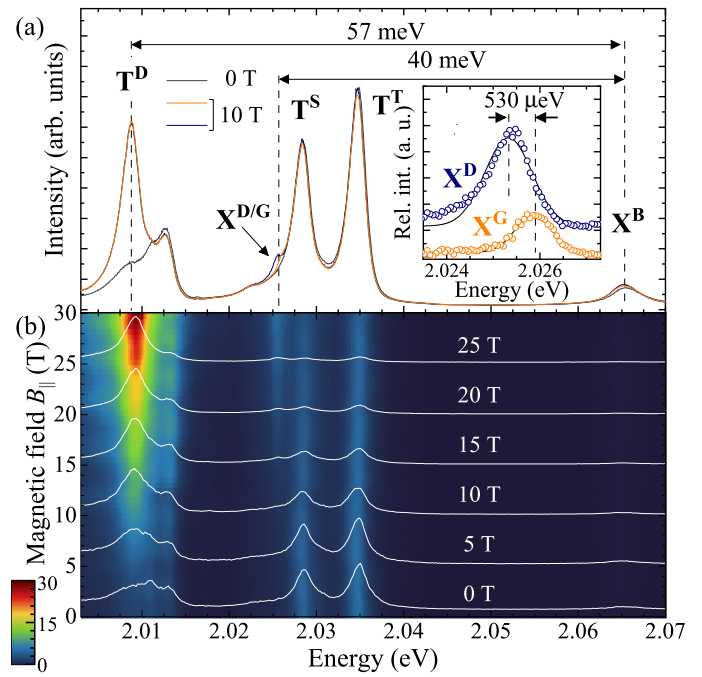 (a)
57 meV
40 meV
T^D
0 T
10 T
T^S
T^T
X^{D/G}
X^B
Intensity (arb. units)
530 μeV
X^D
X^G
Rel. int. (a. u.)
2.024
2.026
Energy (eV)
(b)
30
25
20
15
10
5
0
Magnetic field B_{||} (T)
25 T
20 T
15 T
10 T
5 T
0 T
30
15
0
2.01
2.02
2.03
2.04
2.05
2.06
2.07
Energy (eV)